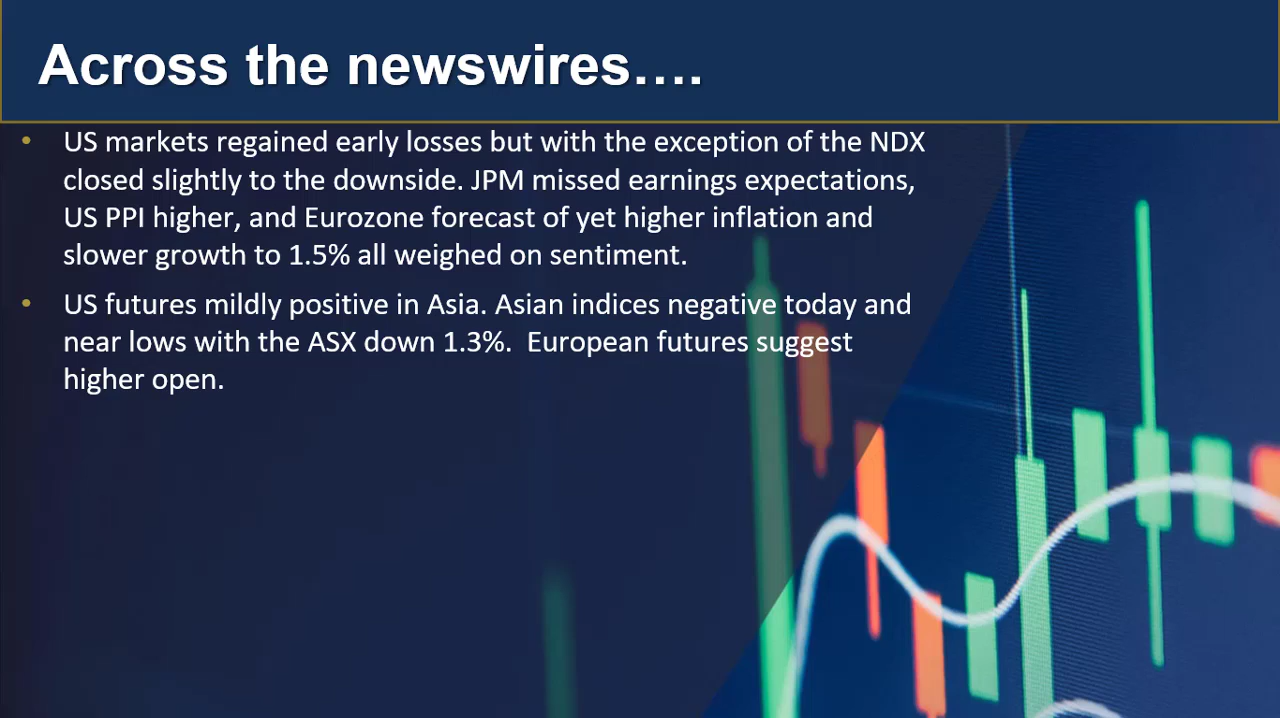 Across the newswires….
• US markets regained early losses but with the exception of the NDX
closed slightly to the downside. JPM missed earnings expectations,
US PPI higher, and Eurozone forecast of yet higher inflation and
slower growth to 1.5% all weighed on sentiment.
• US futures mildly positive in Asia. Asian indices negative today and
near lows with the ASX down 1.3%.  European futures suggest
higher open.